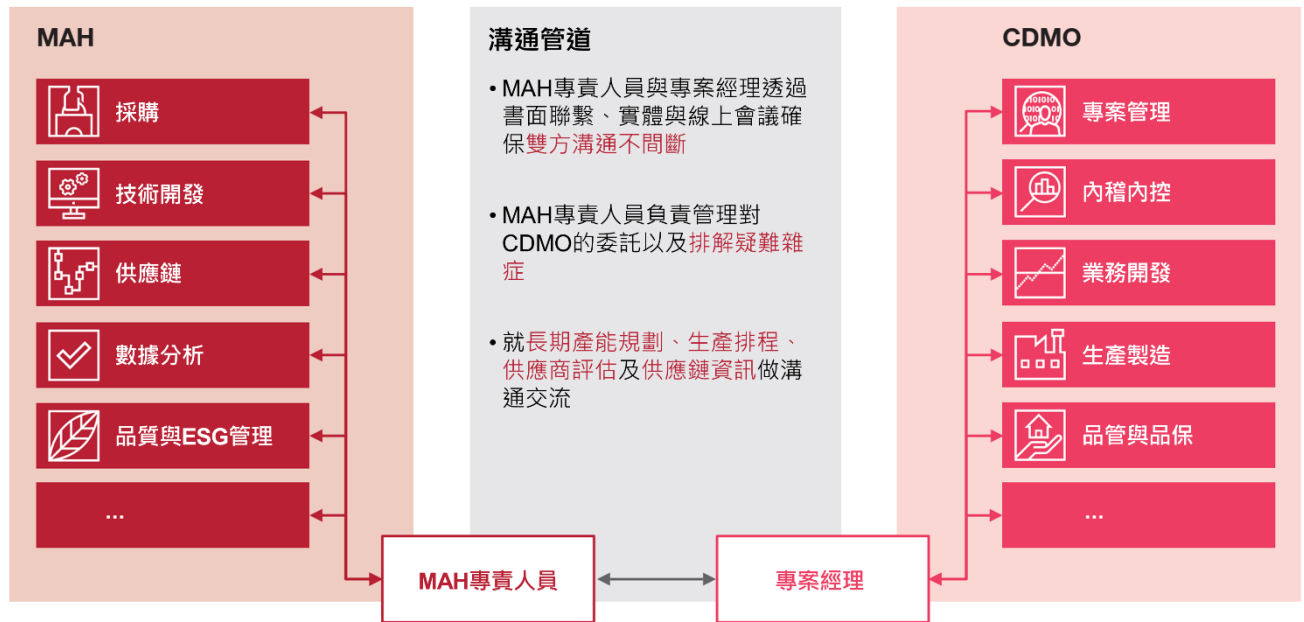 MAH
採購
技術開發
供應鏈
數據分析
品質與ESG管理
...
MAH專責人員
溝通管道
• MAH專責人員與專案經理透過
書面聯繫、實體與線上會議確
保雙方溝通不間斷
• MAH專責人員負責管理對
CDMO的委託以及排解疑難雜
症
• 就長期產能規劃、生產排程、
供應商評估及供應鏈資訊做溝
通交流
CDMO
專案管理
內稽內控
業務開發
生產製造
品管與品保
...
專案經理